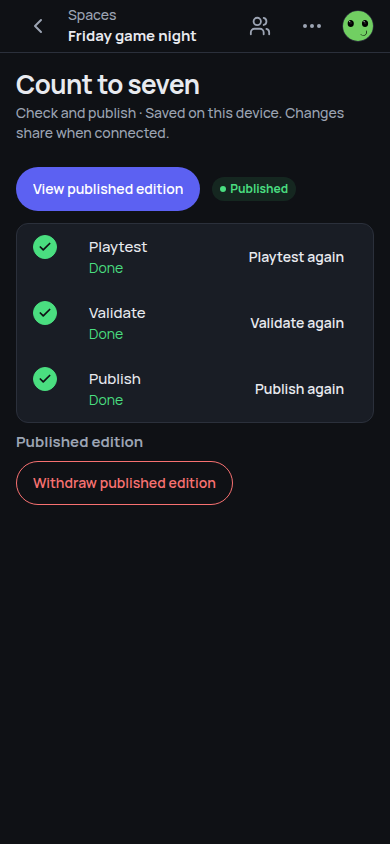 Spaces
Friday game night
Count to seven
Check and publish · Saved on this device. Changes
share when connected.
View published edition
Published
Playtest
Done
Playtest again
Validate
Done
Validate again
Publish
Done
Publish again
Published edition
Withdraw published edition